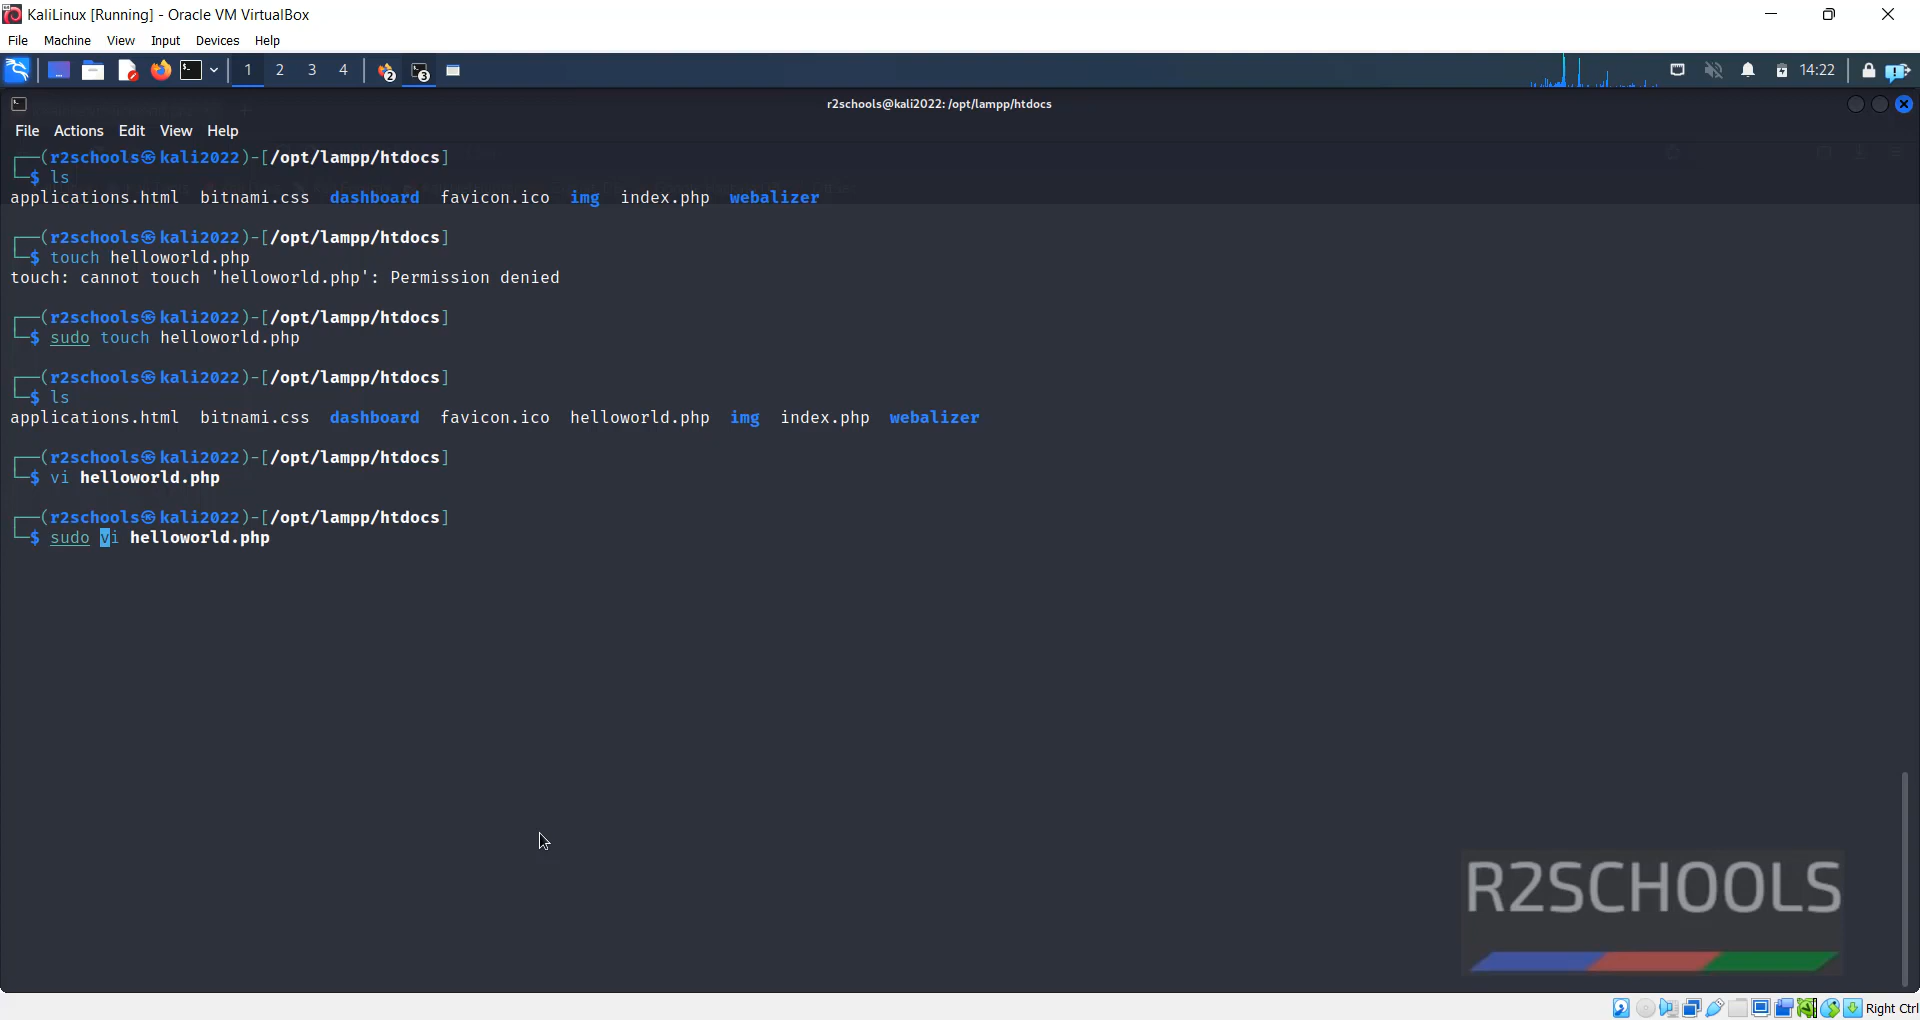 KaliLinux [Running] - Oracle VM VirtualBox
File Machine View Input Devices Help
1 2 3 4 2 3 14:22
r2schools@kali2022: /opt/lampp/htdocs
File Actions Edit View Help
┌──(r2schools㉿kali2022)-[/opt/lampp/htdocs]
└─$ ls
applications.html bitnami.css dashboard favicon.ico img index.php webalizer
┌──(r2schools㉿kali2022)-[/opt/lampp/htdocs]
└─$ touch helloworld.php
touch: cannot touch 'helloworld.php': Permission denied
┌──(r2schools㉿kali2022)-[/opt/lampp/htdocs]
└─$ sudo touch helloworld.php
┌──(r2schools㉿kali2022)-[/opt/lampp/htdocs]
└─$ ls
applications.html bitnami.css dashboard favicon.ico helloworld.php img index.php webalizer
┌──(r2schools㉿kali2022)-[/opt/lampp/htdocs]
└─$ vi helloworld.php
┌──(r2schools㉿kali2022)-[/opt/lampp/htdocs]
└─$ sudo vi helloworld.php
R2SCHOOLS
Right Ctrl